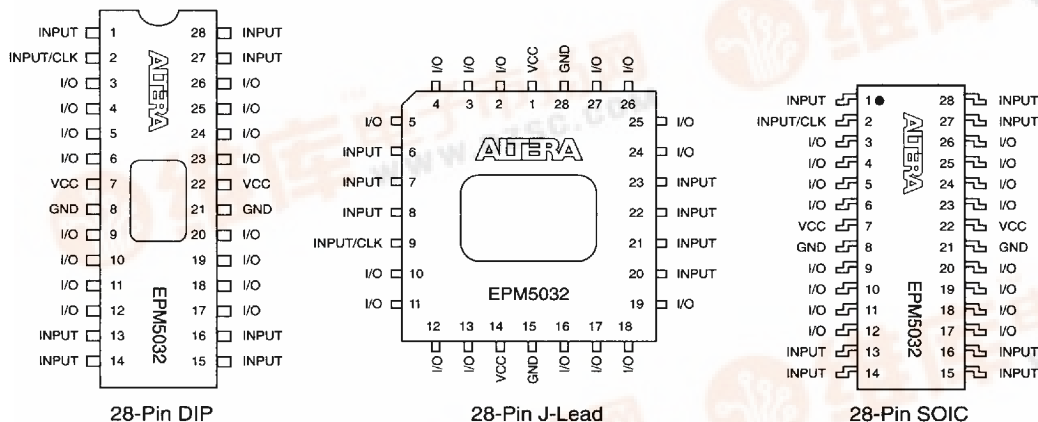 INPUT 1 28 INPUT
INPUT/CLK 2 27 INPUT
I/O 3 26 I/O
I/O 4 25 I/O
I/O 5 24 I/O
I/O 6 23 I/O
VCC 7 22 VCC
GND 8 21 GND
I/O 9 20 I/O
I/O 10 19 I/O
I/O 11 18 I/O
I/O 12 17 I/O
INPUT 13 16 INPUT
INPUT 14 15 INPUT
ALTERA
EPM5032
28-Pin DIP
I/O I/O I/O VCC GND I/O I/O
4 3 2 1 28 27 26
I/O 5 25 I/O
INPUT 6 24 I/O
INPUT 7 23 INPUT
INPUT 8 22 INPUT
INPUT/CLK 9 21 INPUT
I/O 10 20 INPUT
I/O 11 19 I/O
ALTERA
EPM5032
12 13 14 15 16 17 18
I/O I/O VCC GND I/O I/O I/O
28-Pin J-Lead
INPUT 1 28 INPUT
INPUT/CLK 2 27 INPUT
I/O 3 26 I/O
I/O 4 25 I/O
I/O 5 24 I/O
I/O 6 23 I/O
VCC 7 22 VCC
GND 8 21 GND
I/O 9 20 I/O
I/O 10 19 I/O
I/O 11 18 I/O
I/O 12 17 I/O
INPUT 13 16 INPUT
INPUT 14 15 INPUT
ALTERA
EPM5032
28-Pin SOIC